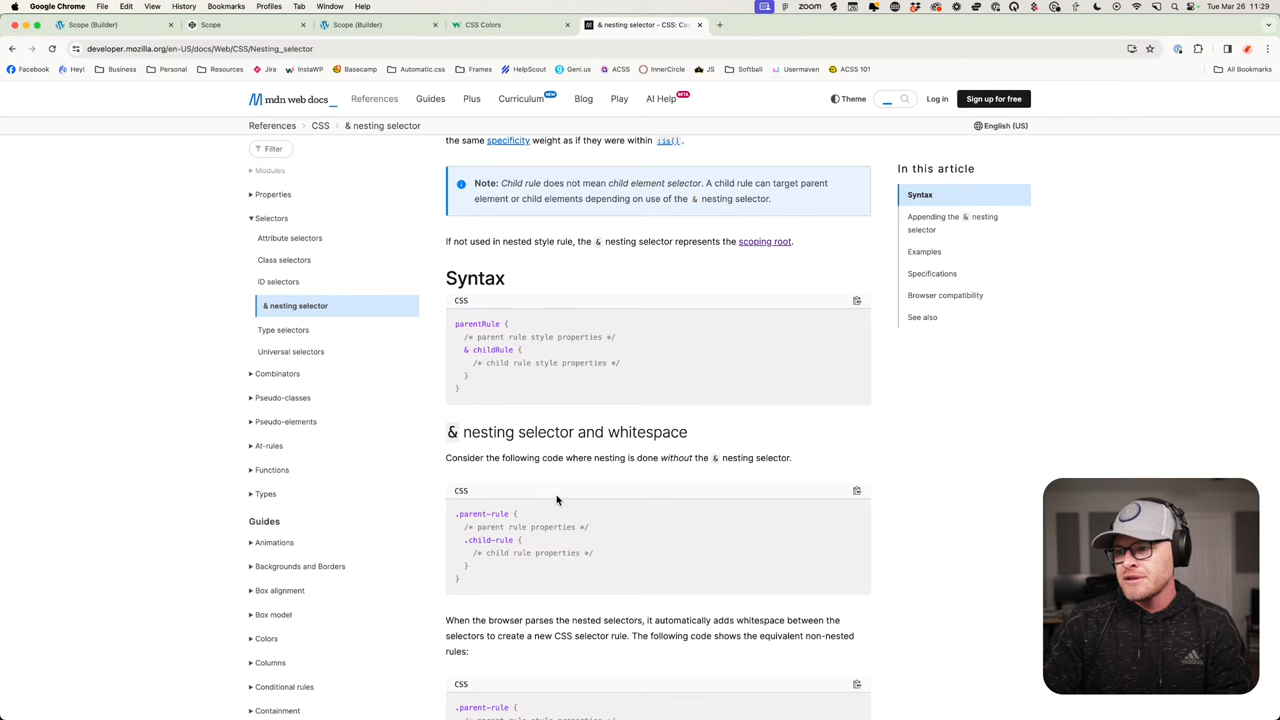 Google Chrome File Edit View History Bookmarks Profiles Tab Window Help
zoom
Tue Mar 26 11:29
Scope (Builder)
Scope
Scope (Builder)
CSS Colors
& nesting selector - CSS: Ca
developer.mozilla.org/en-US/docs/Web/CSS/Nesting_selector
Facebook Hey! Business Personal Resources Jira InstaWP Basecamp Automatic.css Frames HelpScout Geni.us ACSS InnerCircle JS Softball Usermaven ACSS 101 All Bookmarks
mdn web docs_
References Guides Plus Curriculum NEW Blog Play AI Help BETA
Theme
Log in
Sign up for free
References > CSS > & nesting selector
English (US)
Filter
Modules
Properties
Selectors
Attribute selectors
Class selectors
ID selectors
& nesting selector
Type selectors
Universal selectors
Combinators
Pseudo-classes
Pseudo-elements
At-rules
Functions
Types
Guides
Animations
Backgrounds and Borders
Box alignment
Box model
Colors
Columns
Conditional rules
Containment
the same specificity weight as if they were within :is().
Note: Child rule does not mean child element selector. A child rule can target parent
element or child elements depending on use of the & nesting selector.
If not used in nested style rule, the & nesting selector represents the scoping root.
Syntax
CSS
parentRule {
/* parent rule style properties */
& childRule {
/* child rule style properties */
}
}
& nesting selector and whitespace
Consider the following code where nesting is done without the & nesting selector.
CSS
.parent-rule {
/* parent rule properties */
.child-rule {
/* child rule properties */
}
}
When the browser parses the nested selectors, it automatically adds whitespace between the
selectors to create a new CSS selector rule. The following code shows the equivalent non-nested
rules:
CSS
.parent-rule {
In this article
Syntax
Appending the & nesting
selector
Examples
Specifications
Browser compatibility
See also